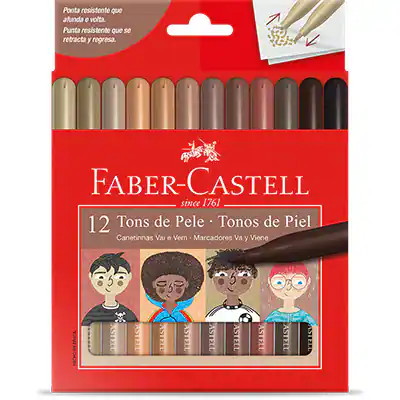 Ponta resistente que
afunda e volta.
Punta resistente que se
retracta y regresa.
FABER-CASTELL
since 1761
12 Tons de Pele · Tonos de Piel
Canetinhas Vai e Vem · Marcadores Va y Viene